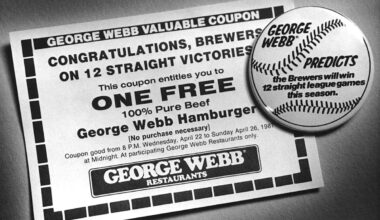 GEORGE WEBB VALUABLE COUPON
CONGRATULATIONS, BREWERS
ON 12 STRAIGHT VICTORIES
This coupon entitles you to
ONE FREE
100% Pure Beef
George Webb Hamburger
[No purchase necessary]
Coupon good from 8 P.M. Wednesday, April 22 to Sunday April 26, 198
at Midnight. At participating George Webb Restaurants only.
GEORGE WEBB
RESTAURANTS
GEORGE
WEBB
PREDICTS
the Brewers will win
12 straight league games
this season.